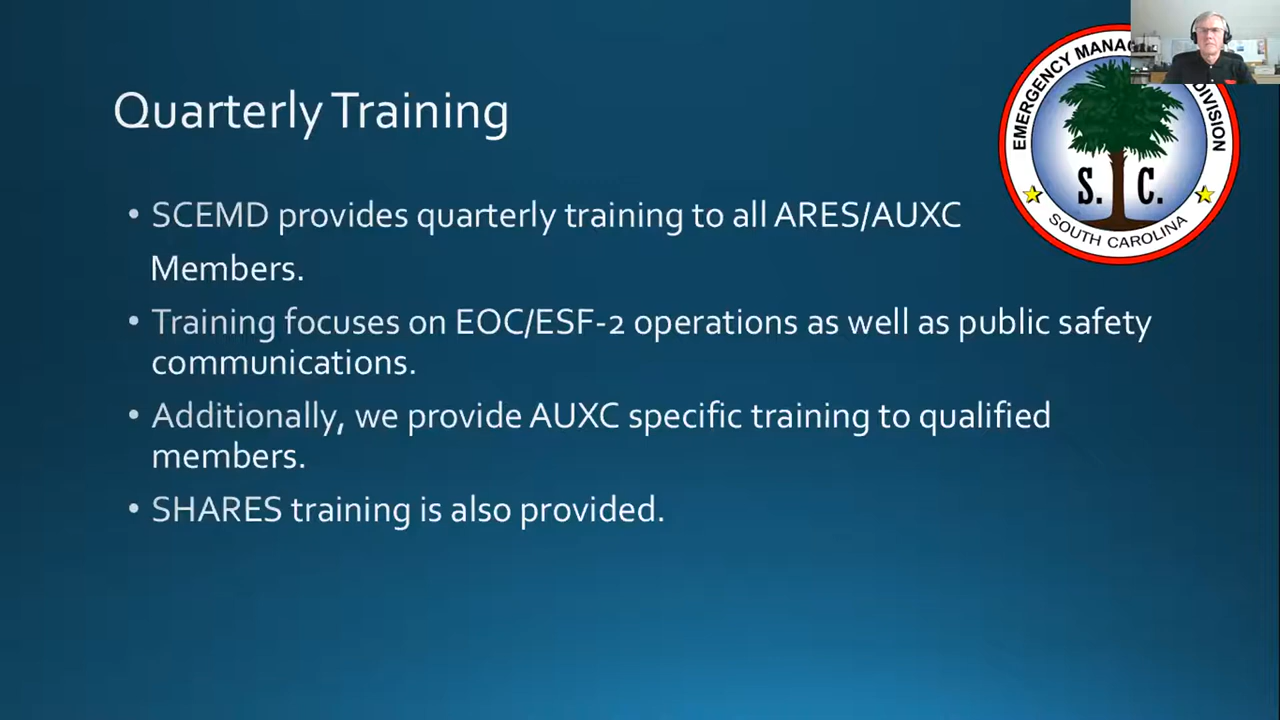 Quarterly Training
• SCEMD provides quarterly training to all ARES/AUXC
Members.
• Training focuses on EOC/ESF-2 operations as well as public safety
communications.
• Additionally, we provide AUXC specific training to qualified
members.
• SHARES training is also provided.
EMERGENCY DIVISION
S. C.
SOUTH CAROLINA